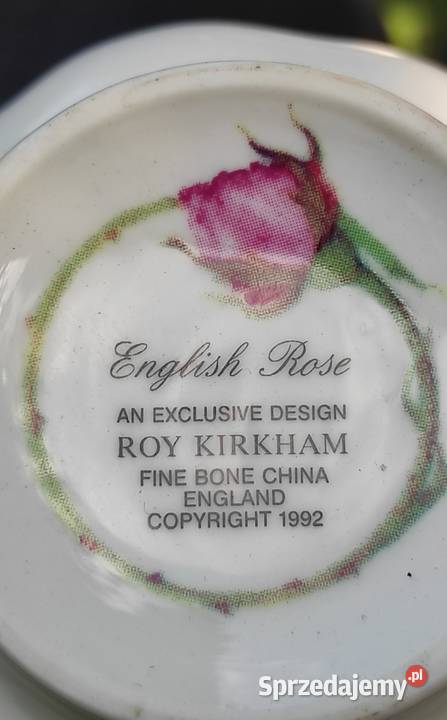 English Rose
AN EXCLUSIVE DESIGN
ROY KIRKHAM
FINE BONE CHINA
ENGLAND
COPYRIGHT 1992
Sprzedajemy.pl